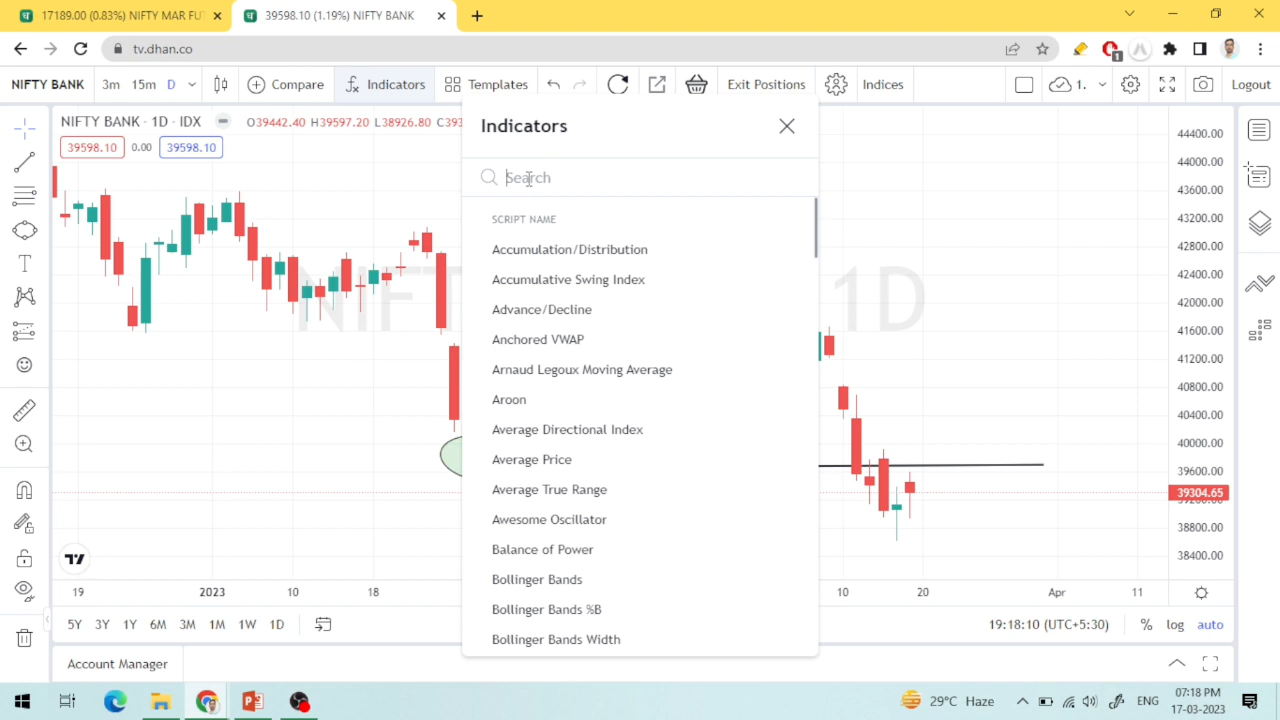 17189.00 (0.83%) NIFTY MAR FUT
39598.10 (1.19%) NIFTY BANK
tv.dhan.co
1
NIFTY BANK 3m 15m D Compare Indicators Templates Exit Positions Indices 1. Logout
NIFTY BANK · 1D · IDX O39442.40 H39597.20 L38926.80 C39
39598.10 0.00 39598.10
Indicators
Search
SCRIPT NAME
Accumulation/Distribution
Accumulative Swing Index
Advance/Decline
Anchored VWAP
Arnaud Legoux Moving Average
Aroon
Average Directional Index
Average Price
Average True Range
Awesome Oscillator
Balance of Power
Bollinger Bands
Bollinger Bands %B
Bollinger Bands Width
NIFT
1D
44400.00
44000.00
43600.00
43200.00
42800.00
42400.00
42000.00
41600.00
41200.00
40800.00
40400.00
40000.00
39600.00
39304.65
39200.00
38800.00
38400.00
19 2023 10 18 10 20 Apr 11
5Y 3Y 1Y 6M 3M 1M 1W 1D 19:18:10 (UTC+5:30) % log auto
Account Manager
29°C Haze ENG 07:18 PM
17-03-2023